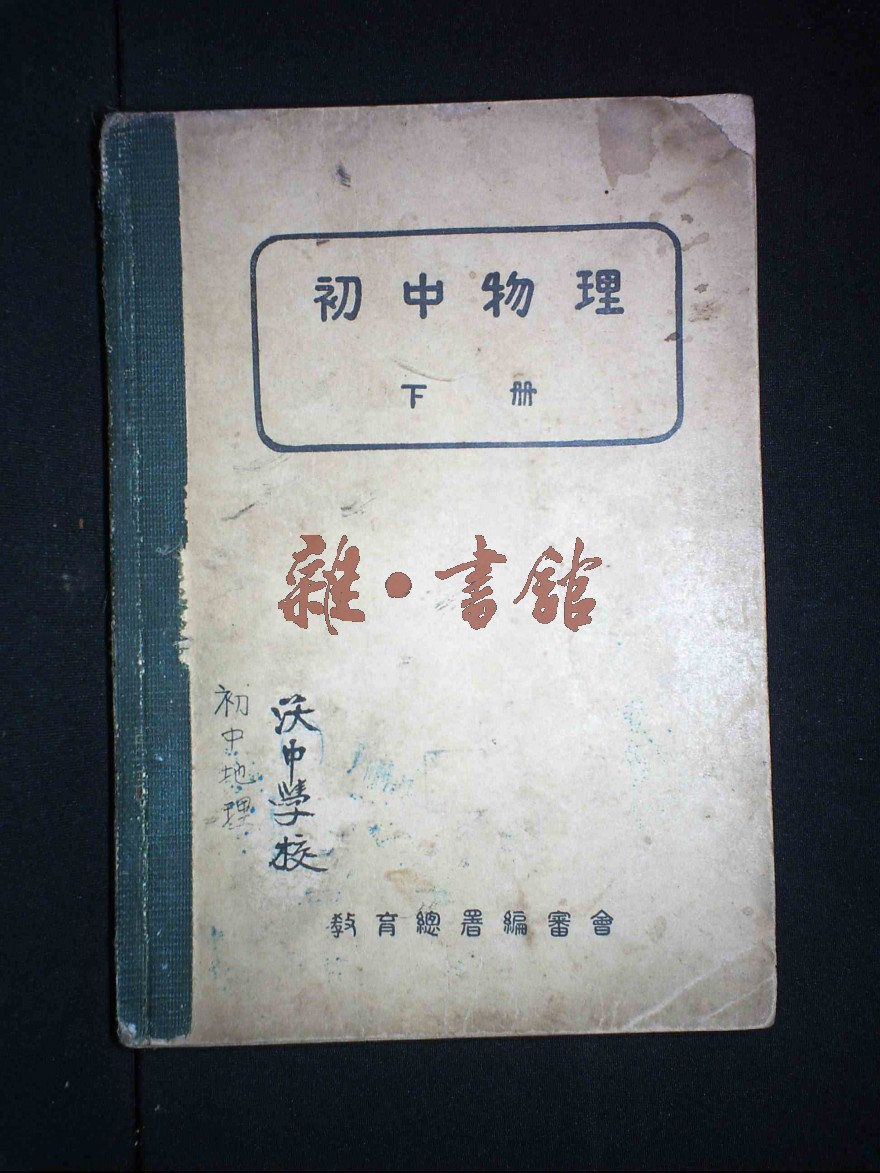 初中物理
下册
雜·書館
初中地理
沃中學校
教育總署編審會